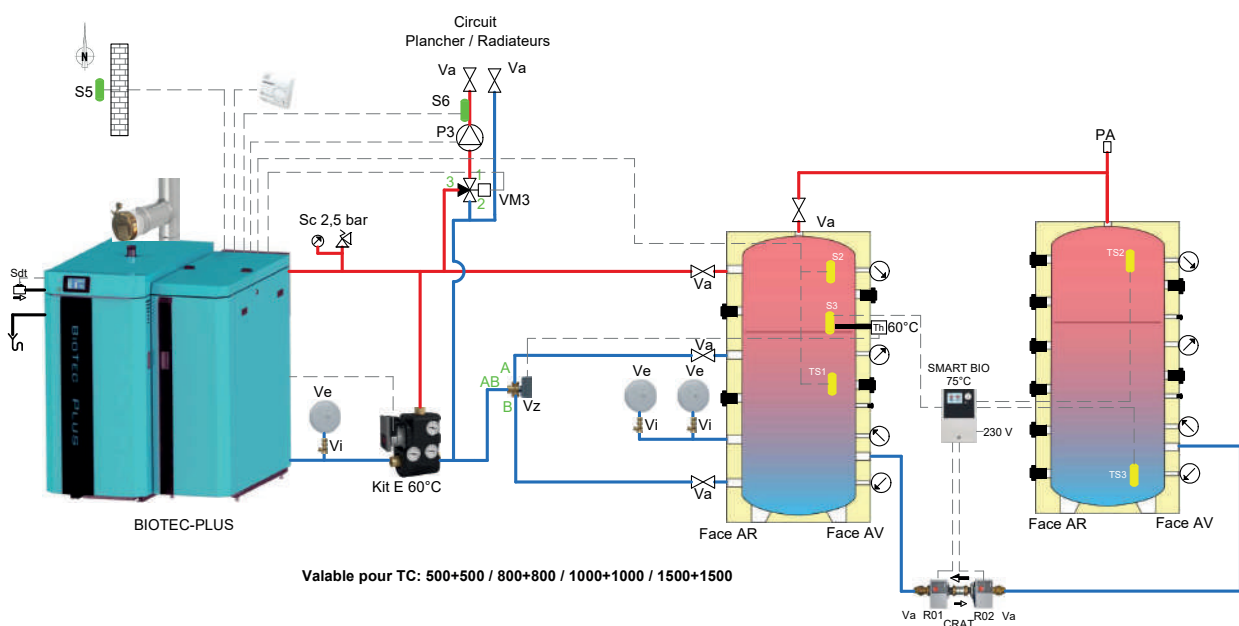 Circuit
Plancher / Radiateurs
Va
Va
N
S5
S6
P3
1
3
2
VM3
PA
Sc 2,5 bar
Va
Sdt
BIOTEC PLUS
S2
TS2
Va
S3
Th
60°C
Va
A
AB
B
Vz
TS1
SMART BIO
75°C
Ve
Ve
Ve
Vi
Vi
230 V
TS3
Va
Kit E 60°C
BIOTEC-PLUS
Face AR
Face AV
Face AR
Face AV
Valable pour TC: 500+500 / 800+800 / 1000+1000 / 1500+1500
Va
R01
CRAT
R02
Va